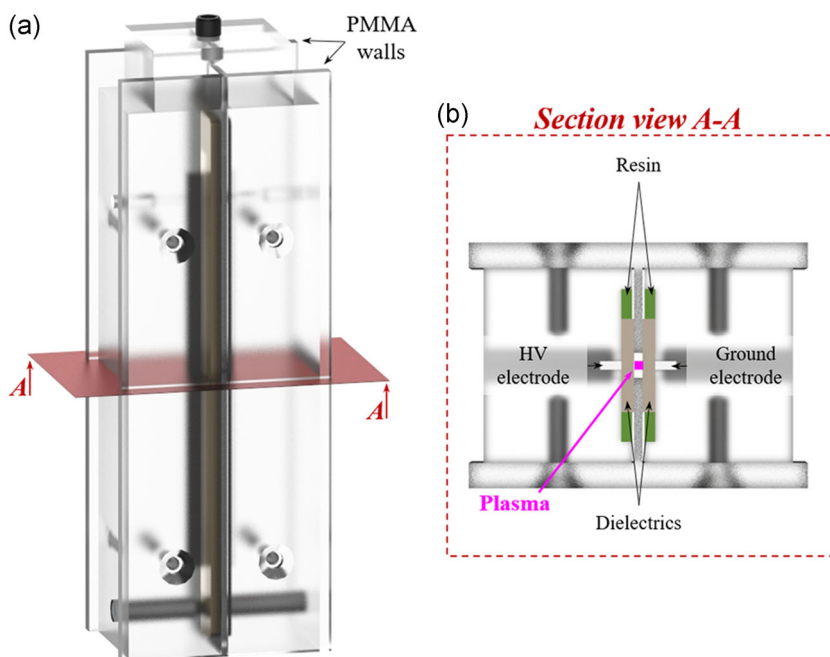 (a)
PMMA
walls
A
A
(b)
Section view A-A
Resin
HV
electrode
Ground
electrode
Plasma
Dielectrics